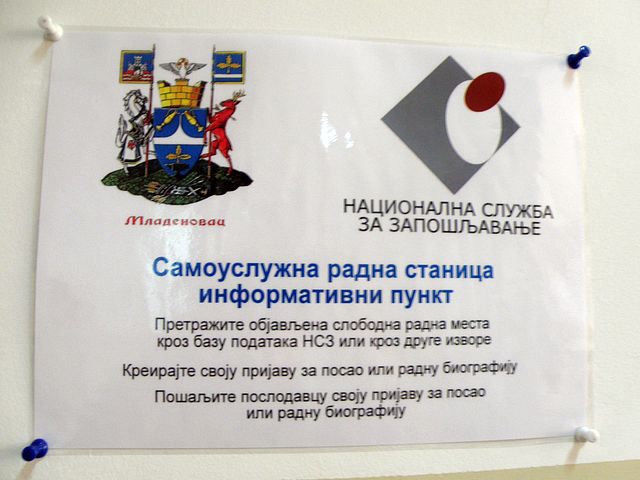 Младеновац
НАЦИОНАЛНА СЛУЖБА
ЗА ЗАПОШЉАВАЊЕ
Самоуслужна радна станица
информативни пункт
Претражите објављена слободна радна места
кроз базу података НСЗ или кроз друге изворе
Креирајте своју пријаву за посао или радну биографију
Пошаљите послодавцу своју пријаву за посао
или радну биографију